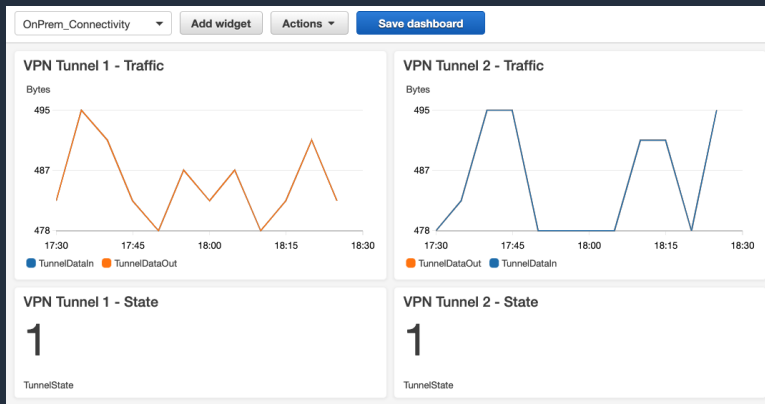 OnPrem_Connectivity Add widget Actions Save dashboard
VPN Tunnel 1 - Traffic
Bytes
495
487
478
17:30 17:45 18:00 18:15 18:30
TunnelDataIn TunnelDataOut
VPN Tunnel 2 - Traffic
Bytes
495
487
478
17:30 17:45 18:00 18:15 18:30
TunnelDataOut TunnelDataIn
VPN Tunnel 1 - State
1
TunnelState
VPN Tunnel 2 - State
1
TunnelState